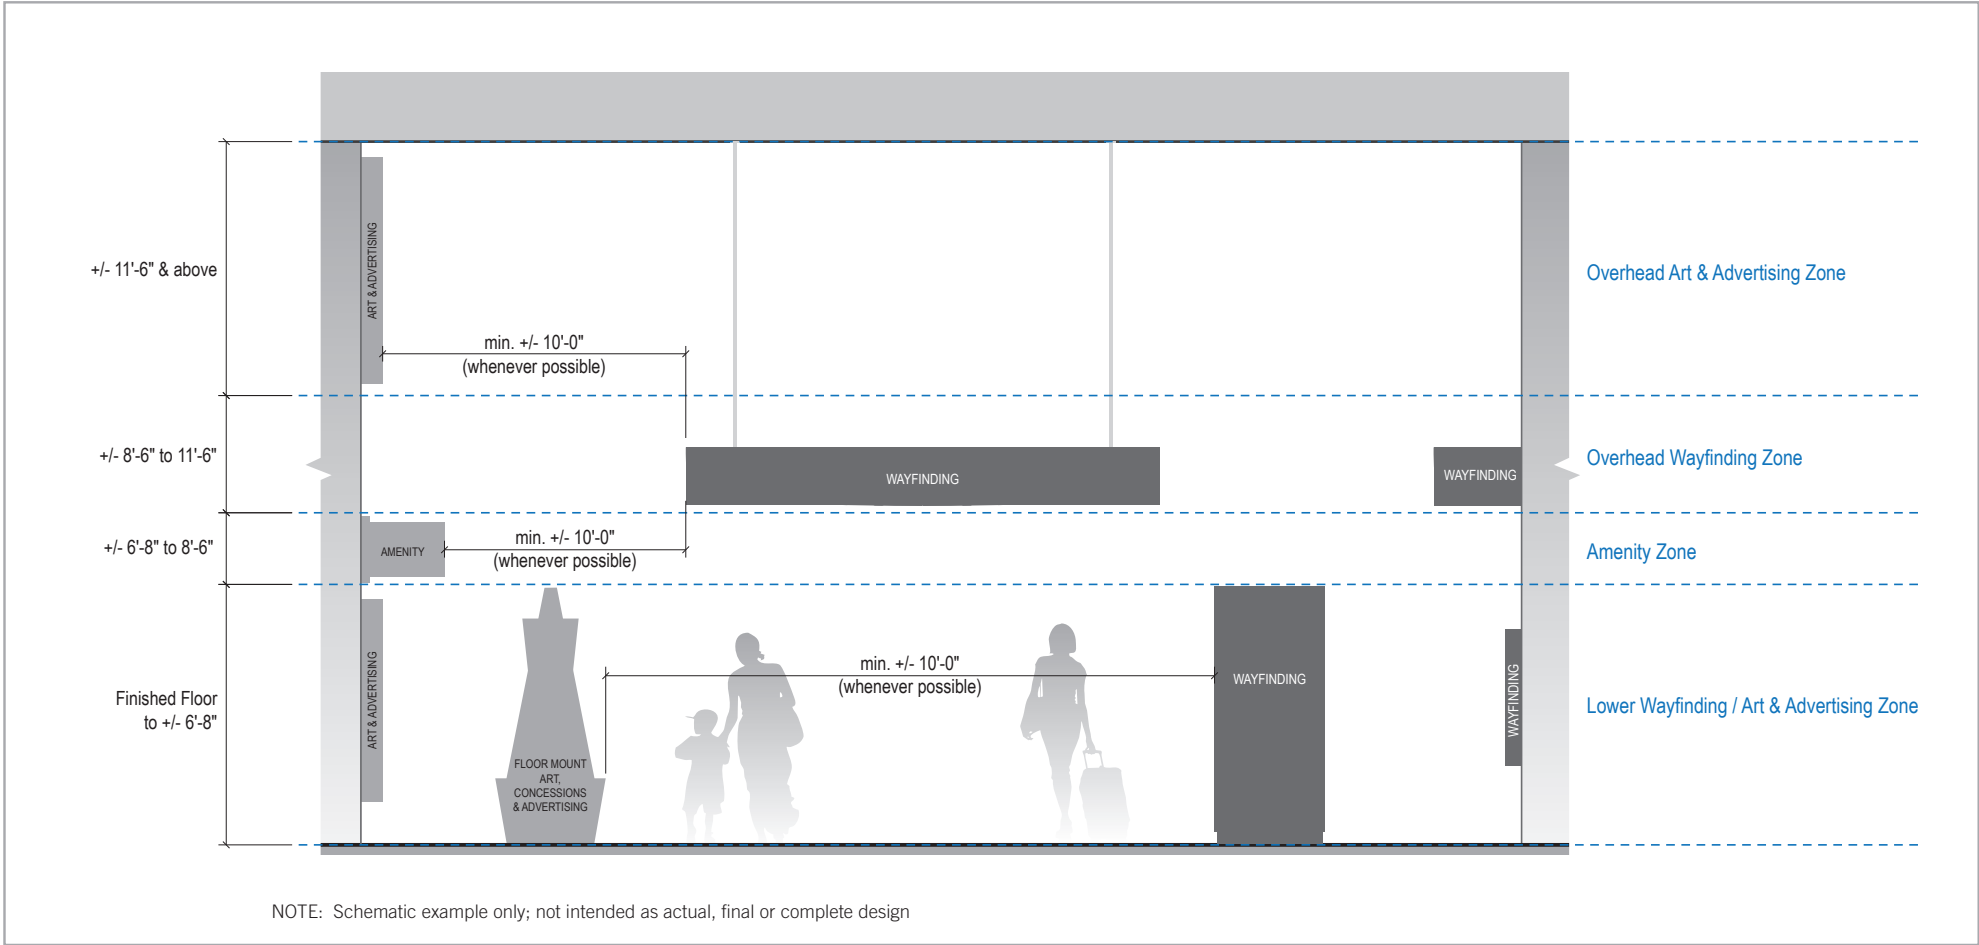 +/- 11'-6" & above
ART & ADVERTISING
min. +/- 10'-0"
(whenever possible)
Overhead Art & Advertising Zone
+/- 8'-6" to 11'-6"
WAYFINDING
WAYFINDING
Overhead Wayfinding Zone
+/- 6'-8" to 8'-6"
AMENITY
min. +/- 10'-0"
(whenever possible)
Amenity Zone
Finished Floor
to +/- 6'-8"
ART & ADVERTISING
FLOOR MOUNT
ART,
CONCESSIONS
& ADVERTISING
min. +/- 10'-0"
(whenever possible)
WAYFINDING
WAYFINDING
Lower Wayfinding / Art & Advertising Zone
NOTE: Schematic example only; not intended as actual, final or complete design